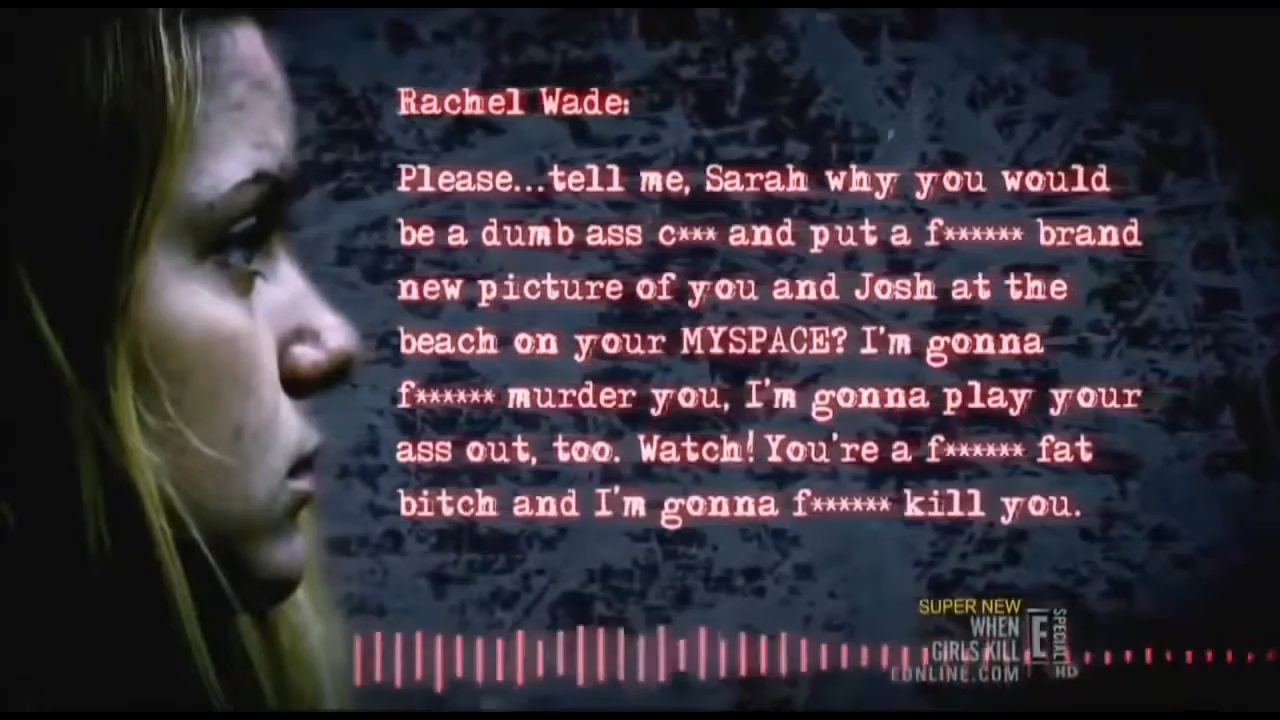 Rachel Wade:
Please...tell me, Sarah why you would
be a dumb ass c*** and put a f****** brand
new picture of you and Josh at the
beach on your MYSPACE? I'm gonna
f****** murder you, I'm gonna play your
ass out, too. Watch! You're a f****** fat
bitch and I'm gonna f****** kill you.
SUPER NEW
WHEN
GIRLS KILL
EONLINE.COM
E
SPECIAL
HD